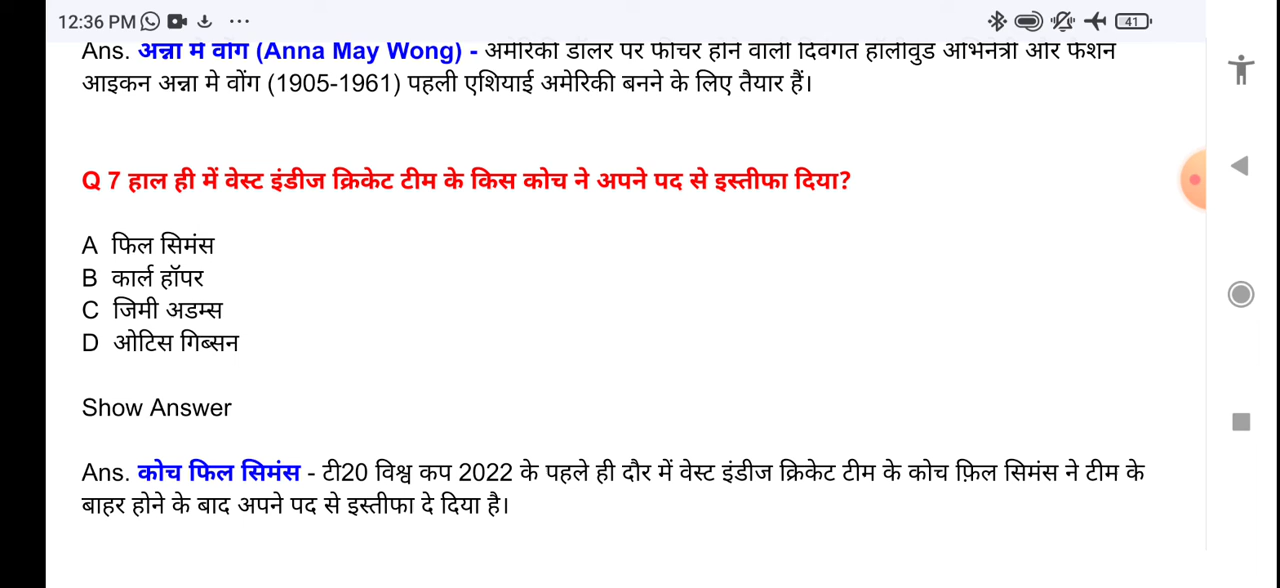 12:36 PM ··· 41
Ans. अन्ना मे वोंग (Anna May Wong) - अमेरिकी डॉलर पर फीचर होने वाली दिवंगत हॉलीवुड अभिनेत्री और फैशन
आइकन अन्ना मे वोंग (1905-1961) पहली एशियाई अमेरिकी बनने के लिए तैयार हैं।
Q 7 हाल ही में वेस्ट इंडीज क्रिकेट टीम के किस कोच ने अपने पद से इस्तीफा दिया?
A फिल सिमंस
B कार्ल हॉपर
C जिमी अडम्स
D ओटिस गिब्सन
Show Answer
Ans. कोच फिल सिमंस - टी20 विश्व कप 2022 के पहले ही दौर में वेस्ट इंडीज क्रिकेट टीम के कोच फ़िल सिमंस ने टीम के
बाहर होने के बाद अपने पद से इस्तीफा दे दिया है।